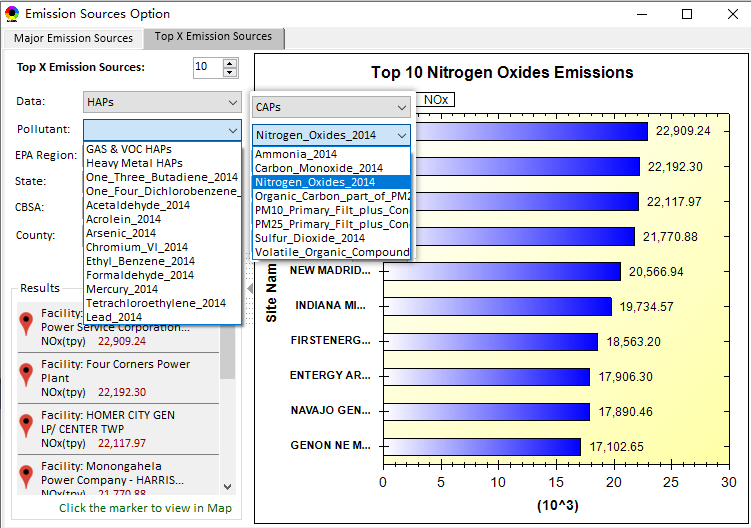 Emission Sources Option
Major Emission Sources
Top X Emission Sources
Top X Emission Sources:
10
Data:
HAPs
Pollutant:
EPA Region:
State:
CBSA:
County:
GAS & VOC HAPs
Heavy Metal HAPs
One_Three_Butadiene_2014
One_Four_Dichlorobenzene_
Acetaldehyde_2014
Acrolein_2014
Arsenic_2014
Chromium_VI_2014
Ethyl_Benzene_2014
Formaldehyde_2014
Mercury_2014
Tetrachloroethylene_2014
Lead_2014
CAPs
Nitrogen_Oxides_2014
Ammonia_2014
Carbon_Monoxide_2014
Nitrogen_Oxides_2014
Organic_Carbon_part_of_PM2
PM10_Primary_Filt_plus_Con
PM25_Primary_Filt_plus_Con
Sulfur_Dioxide_2014
Volatile_Organic_Compound
Results
Facility:
Power Service Corporation...
NOx(tpy) 22,909.24
Facility: Four Corners Power
Plant
NOx(tpy) 22,192.30
Facility: HOMER CITY GEN
LP/ CENTER TWP
NOx(tpy) 22,117.97
Facility: Monongahela
Power Company - HARRIS...
NOx(tpy) 21,770.88
Click the marker to view in Map
Top 10 Nitrogen Oxides Emissions
NOx
22,909.24
22,192.30
22,117.97
21,770.88
NEW MADRID...
20,566.94
INDIANA MI...
19,734.57
FIRSTENERG...
18,563.20
ENTERGY AR...
17,906.30
NAVAJO GEN...
17,890.46
GENON NE M...
17,102.65
Site Nam
0
5
10
15
20
25
30
(10^3)